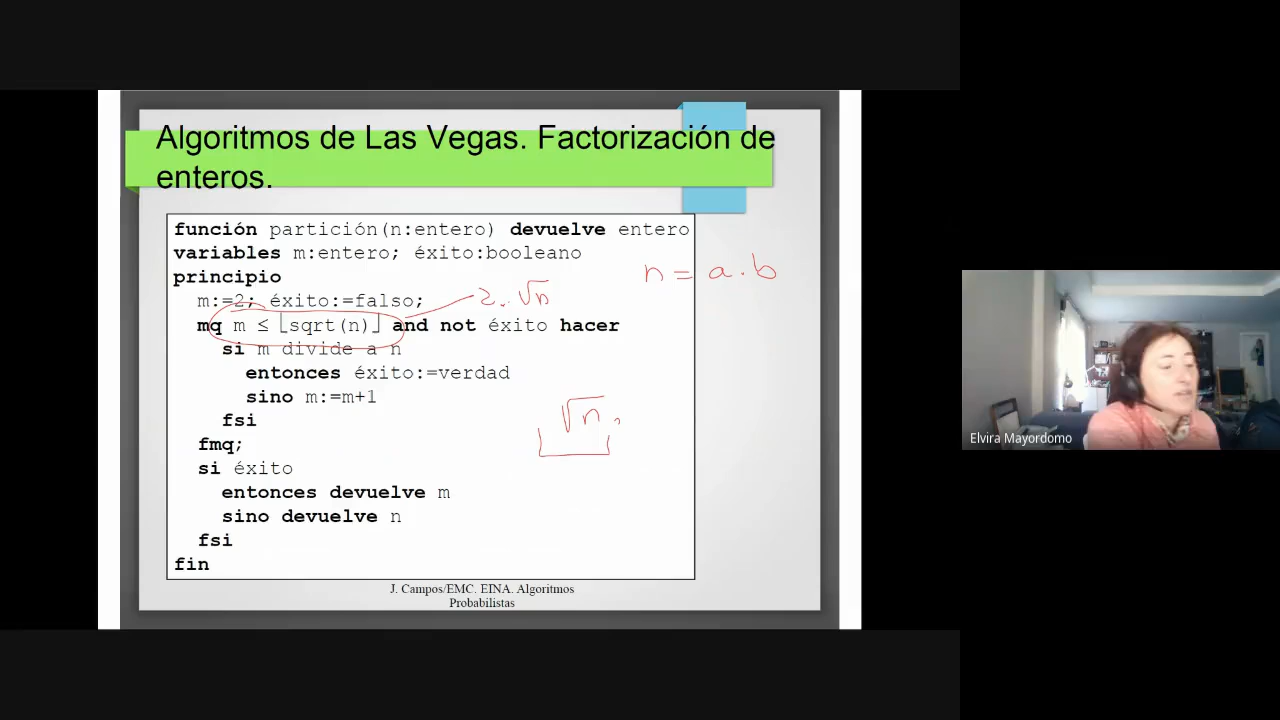 Algoritmos de Las Vegas. Factorización de
enteros.
función partición(n:entero) devuelve entero
variables m:entero; éxito:booleano
principio
m:=2; éxito:=falso;
mq m ≤ ⌊sqrt(n)⌋ and not éxito hacer
si m divide a n
entonces éxito:=verdad
sino m:=m+1
fsi
fmq;
si éxito
entonces devuelve m
sino devuelve n
fsi
fin
n = a.b
2..√n
√n
J. Campos/EMC. EINA. Algoritmos
Probabilistas
Elvira Mayordomo